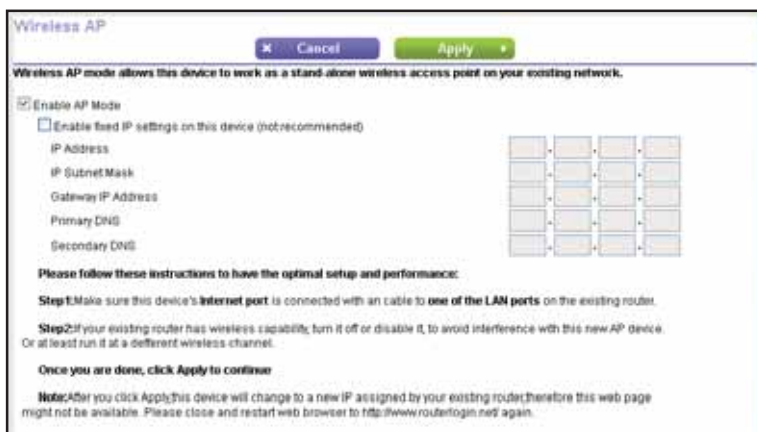 Wireless AP
Cancel
Apply
Wireless AP mode allows this device to work as a stand-alone wireless access point on your existing network.
Enable AP Mode
Enable fixed IP settings on this device (not recommended)
IP Address
IP Subnet Mask
Gateway IP Address
Primary DNS
Secondary DNS
Please follow these instructions to have the optimal setup and performance:
Step1:Make sure this device's Internet port is connected with an cable to one of the LAN ports on the existing router.
Step2:If your existing router has wireless capability, turn it off or disable it, to avoid interference with this new AP device.
Or at least run it at a defferent wireless channel.
Once you are done, click Apply to continue
Note:After you click Apply,this device will change to a new IP assigned by your existing router,therefore this web page
might not be available. Please close and restart web browser to http://www.routerlogin.net/ again.